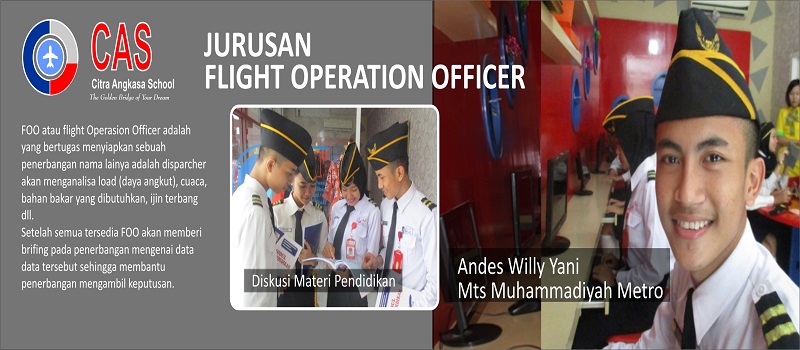 CAS
Citra Angkasa School
The Golden Bridge of Your Dream
JURUSAN
FLIGHT OPERATION OFFICER
FOO atau flight Operasion Officer adalah
yang bertugas menyiapkan sebuah
penerbangan nama lainya adalah disparcher
akan menganalisa load (daya angkut), cuaca,
bahan bakar yang dibutuhkan, ijin terbang
dll.
Setelah semua tersedia FOO akan memberi
brifing pada penerbangan mengenai data
data tersebut sehingga membantu
penerbangan mengambil keputusan.
Diskusi Materi Pendidikan
Andes Willy Yani
Mts Muhammadiyah Metro